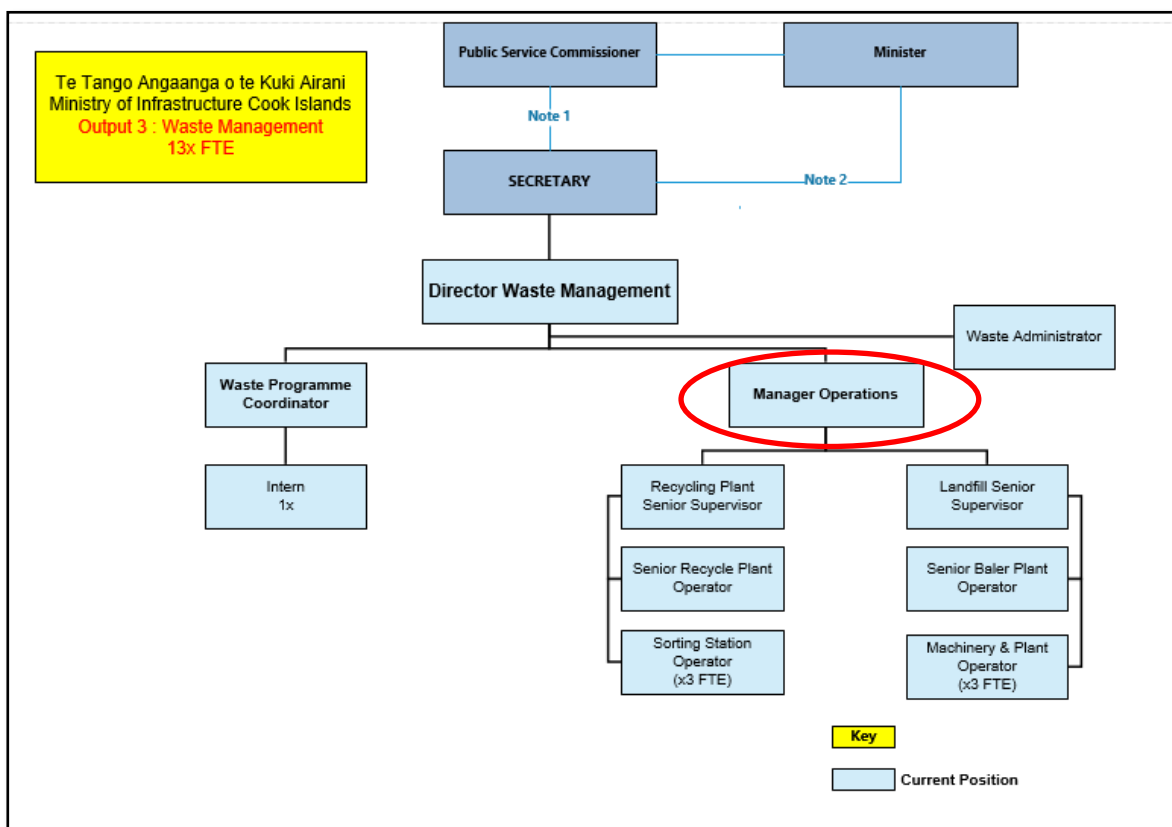 Public Service Commissioner
Minister
Te Tango Angaanga o te Kuki Airani
Ministry of Infrastructure Cook Islands
Output 3 : Waste Management
13x FTE
Note 1
SECRETARY
Note 2
Director Waste Management
Waste Administrator
Waste Programme
Coordinator
Manager Operations
Intern
1x
Recycling Plant
Senior Supervisor
Landfill Senior
Supervisor
Senior Recycle Plant
Operator
Senior Baler Plant
Operator
Sorting Station
Operator
(x3 FTE)
Machinery & Plant
Operator
(x3 FTE)
Key
Current Position